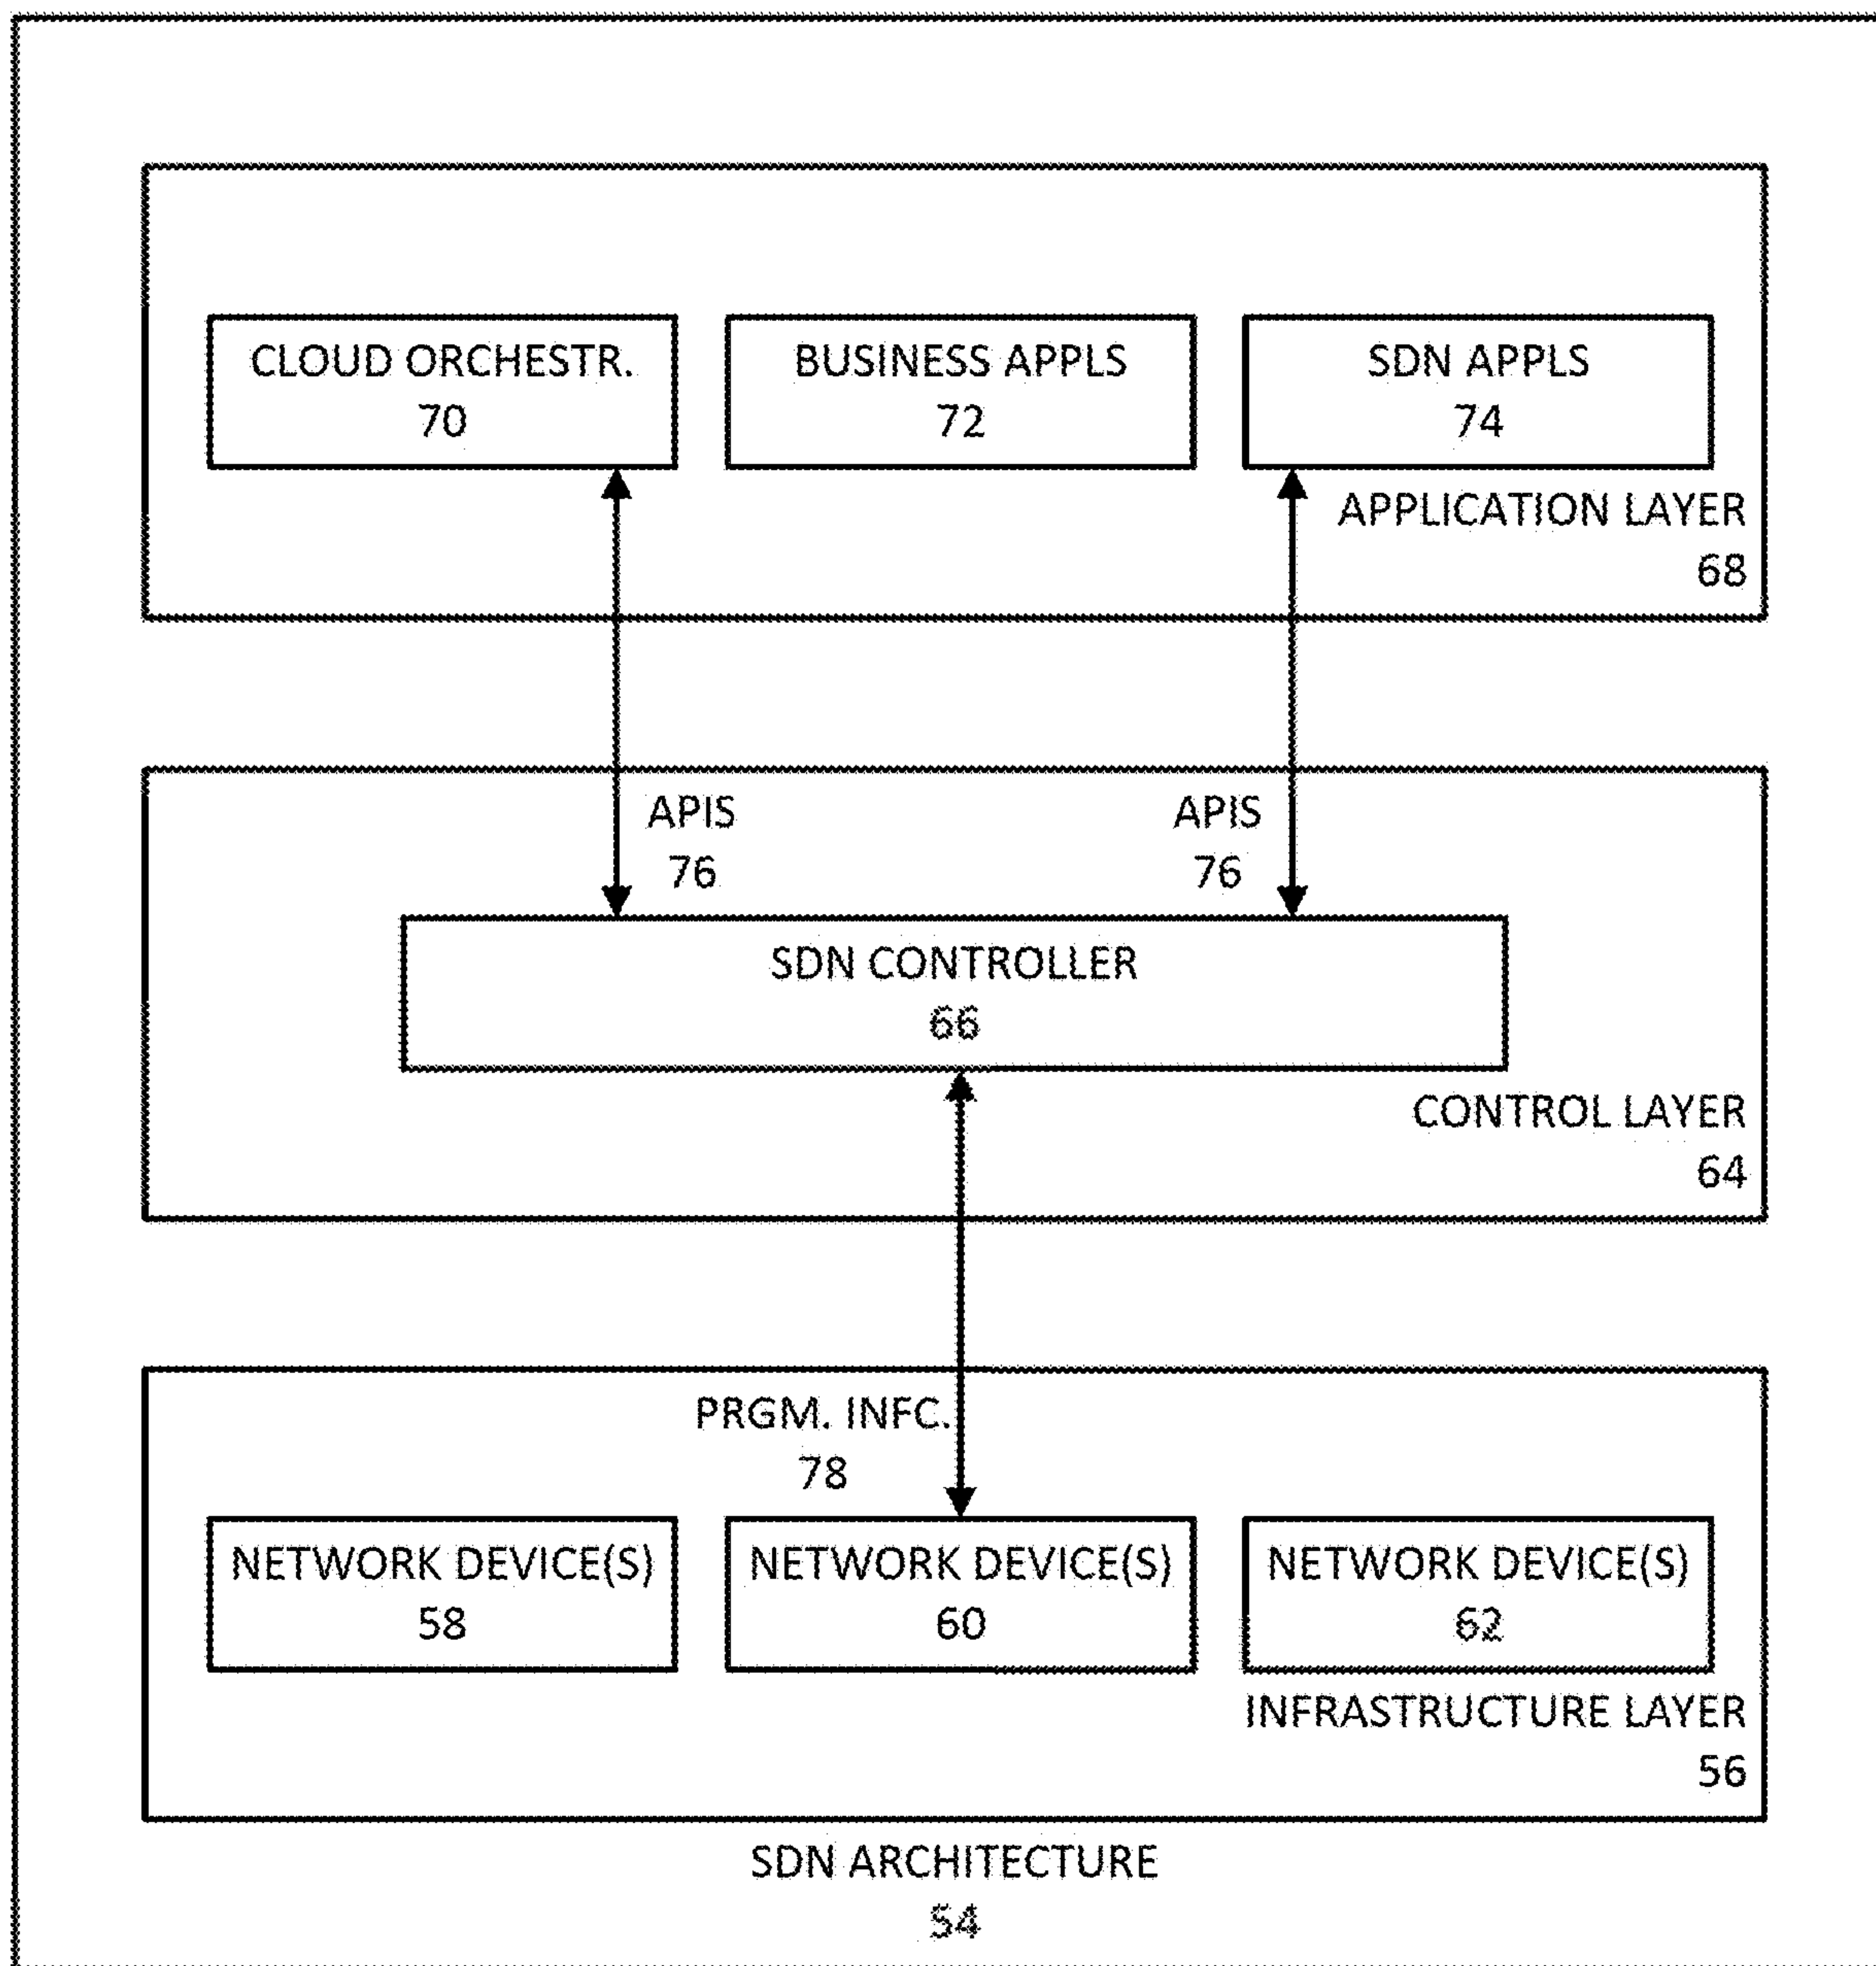 CLOUD ORCHESTR.
70
BUSINESS APPLS
72
SDN APPLS
74
APPLICATION LAYER
68
APIS
76
APIS
76
SDN CONTROLLER
66
CONTROL LAYER
64
PRGM. INFC.
78
NETWORK DEVICE(S)
58
NETWORK DEVICE(S)
60
NETWORK DEVICE(S)
62
INFRASTRUCTURE LAYER
56
SDN ARCHITECTURE
54